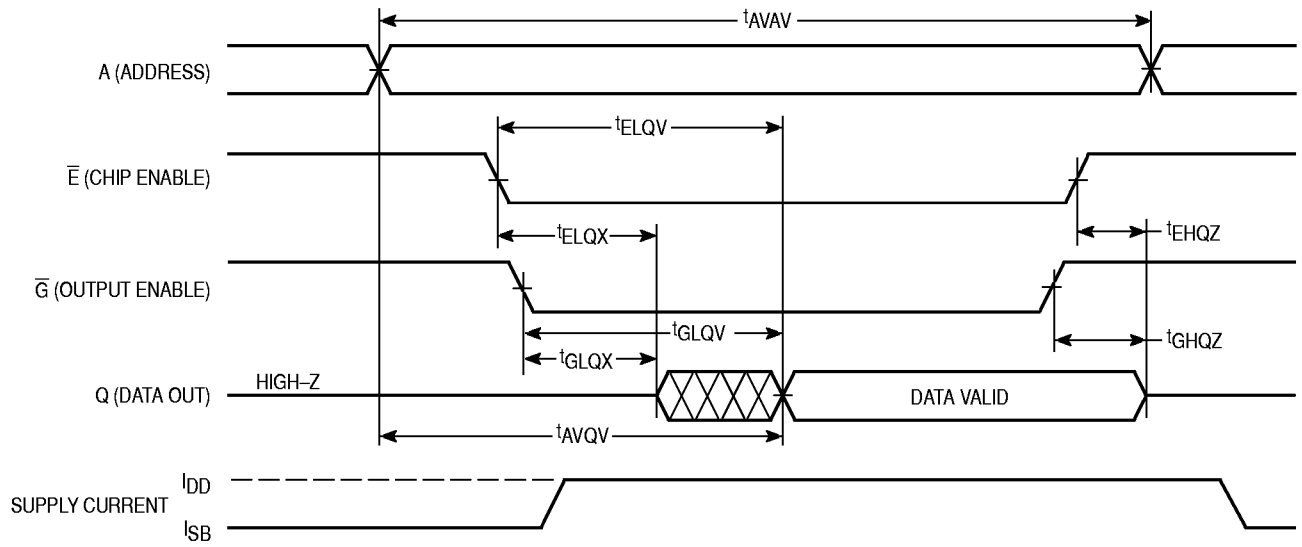 tAVAV
A (ADDRESS)
tELQV
E̅ (CHIP ENABLE)
tELQX
tEHQZ
G̅ (OUTPUT ENABLE)
tGLQV
tGHQZ
tGLQX
HIGH–Z
Q (DATA OUT)
DATA VALID
tAVQV
IDD
SUPPLY CURRENT
ISB